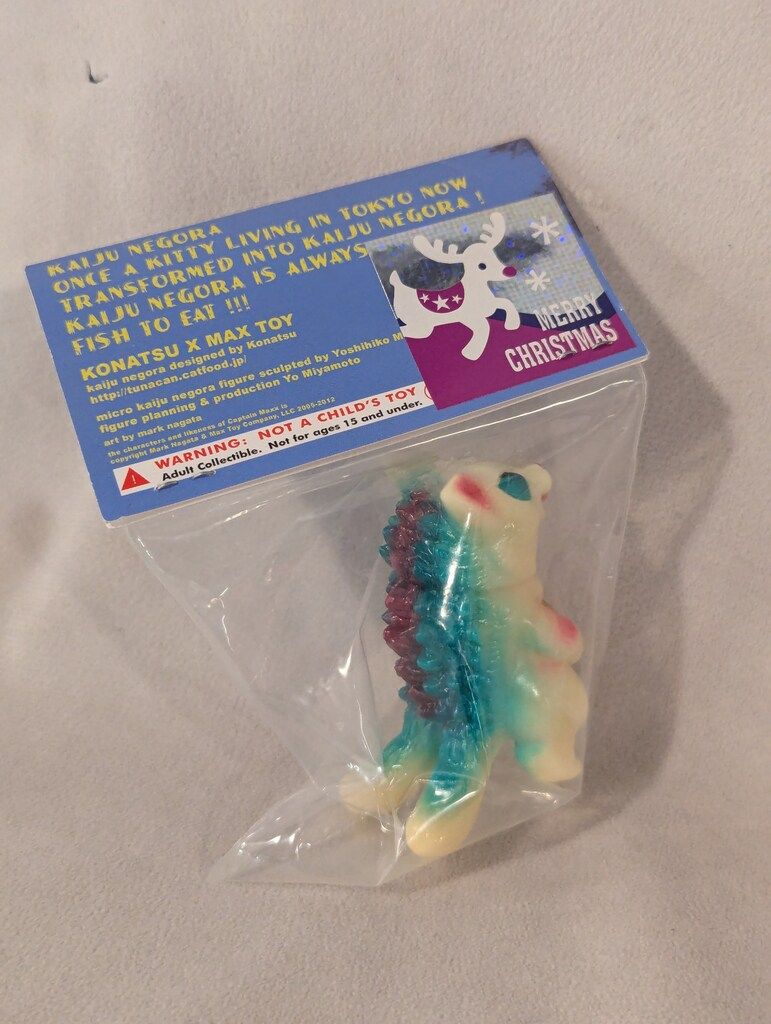 KAIJU NEGORA
ONCE A KITTY LIVING IN TOKYO NOW
TRANSFORMED INTO KAIJU NEGORA !
KAIJU NEGORA IS ALWAYS
FISH TO EAT !!!
KONATSU X MAX TOY
kaiju negora designed by Konatsu
http://tunacan.catfood.jp/
micro kaiju negora figure sculpted by Yoshihiko M
figure planning & production Yo Miyamoto
art by mark nagata
the characters and likeness of Captain Maxx is
copyright Mark Nagata & Max Toy Company, LLC 2005-2012
WARNING: NOT A CHILD'S TOY
Adult Collectible. Not for ages 15 and under.
MERRY
CHRISTMAS